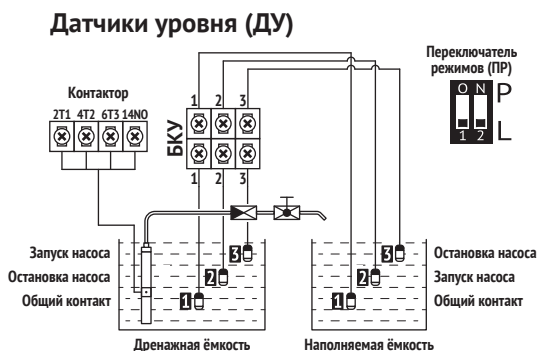 Датчики уровня (ДУ)
Переключатель
режимов (ПР)
O N
P
1 2
L
Контактор
2T1 4T2 6T3 14NO
БКУ
1 2 3
1 2 3
Запуск насоса
Остановка насоса
Общий контакт
3
2
1
3
2
1
Остановка насоса
Запуск насоса
Общий контакт
Дренажная ёмкость
Наполняемая ёмкость